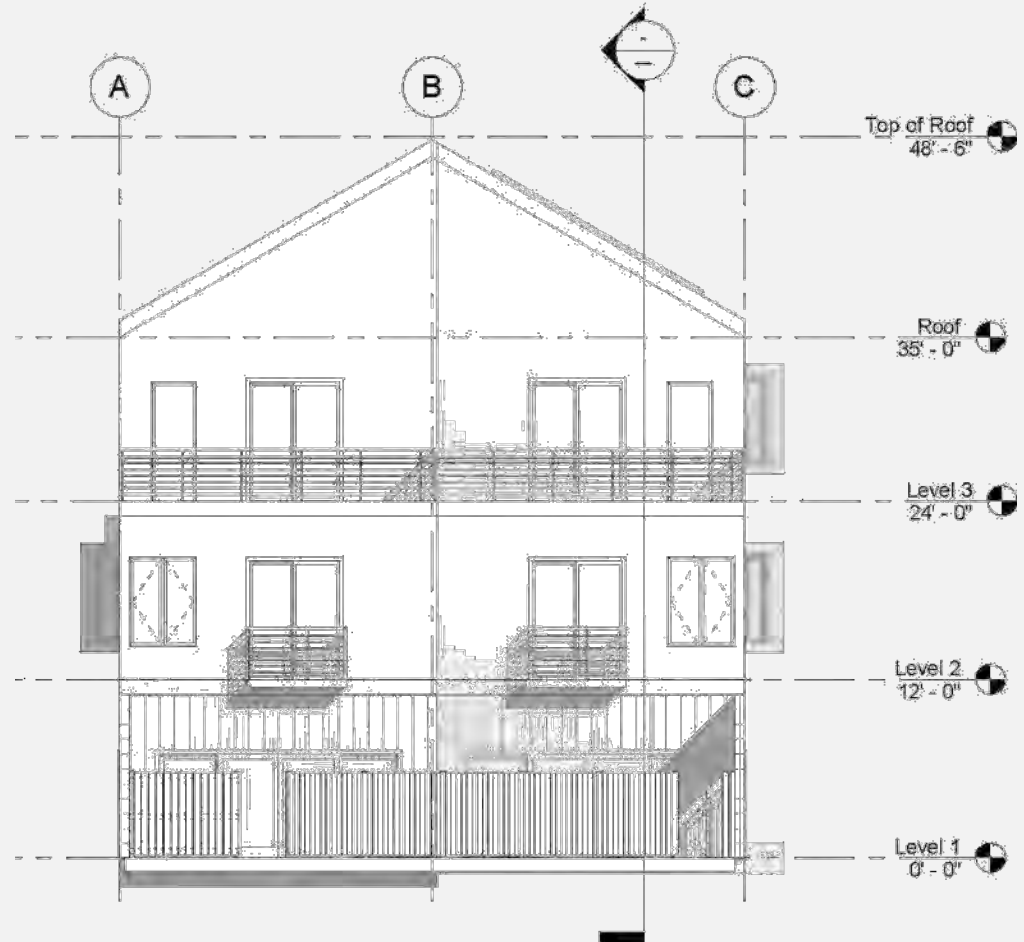 A
B
C
Top of Roof
48' - 6"
Roof
35' - 0"
Level 3
24' - 0"
Level 2
12' - 0"
Level 1
0' - 0"